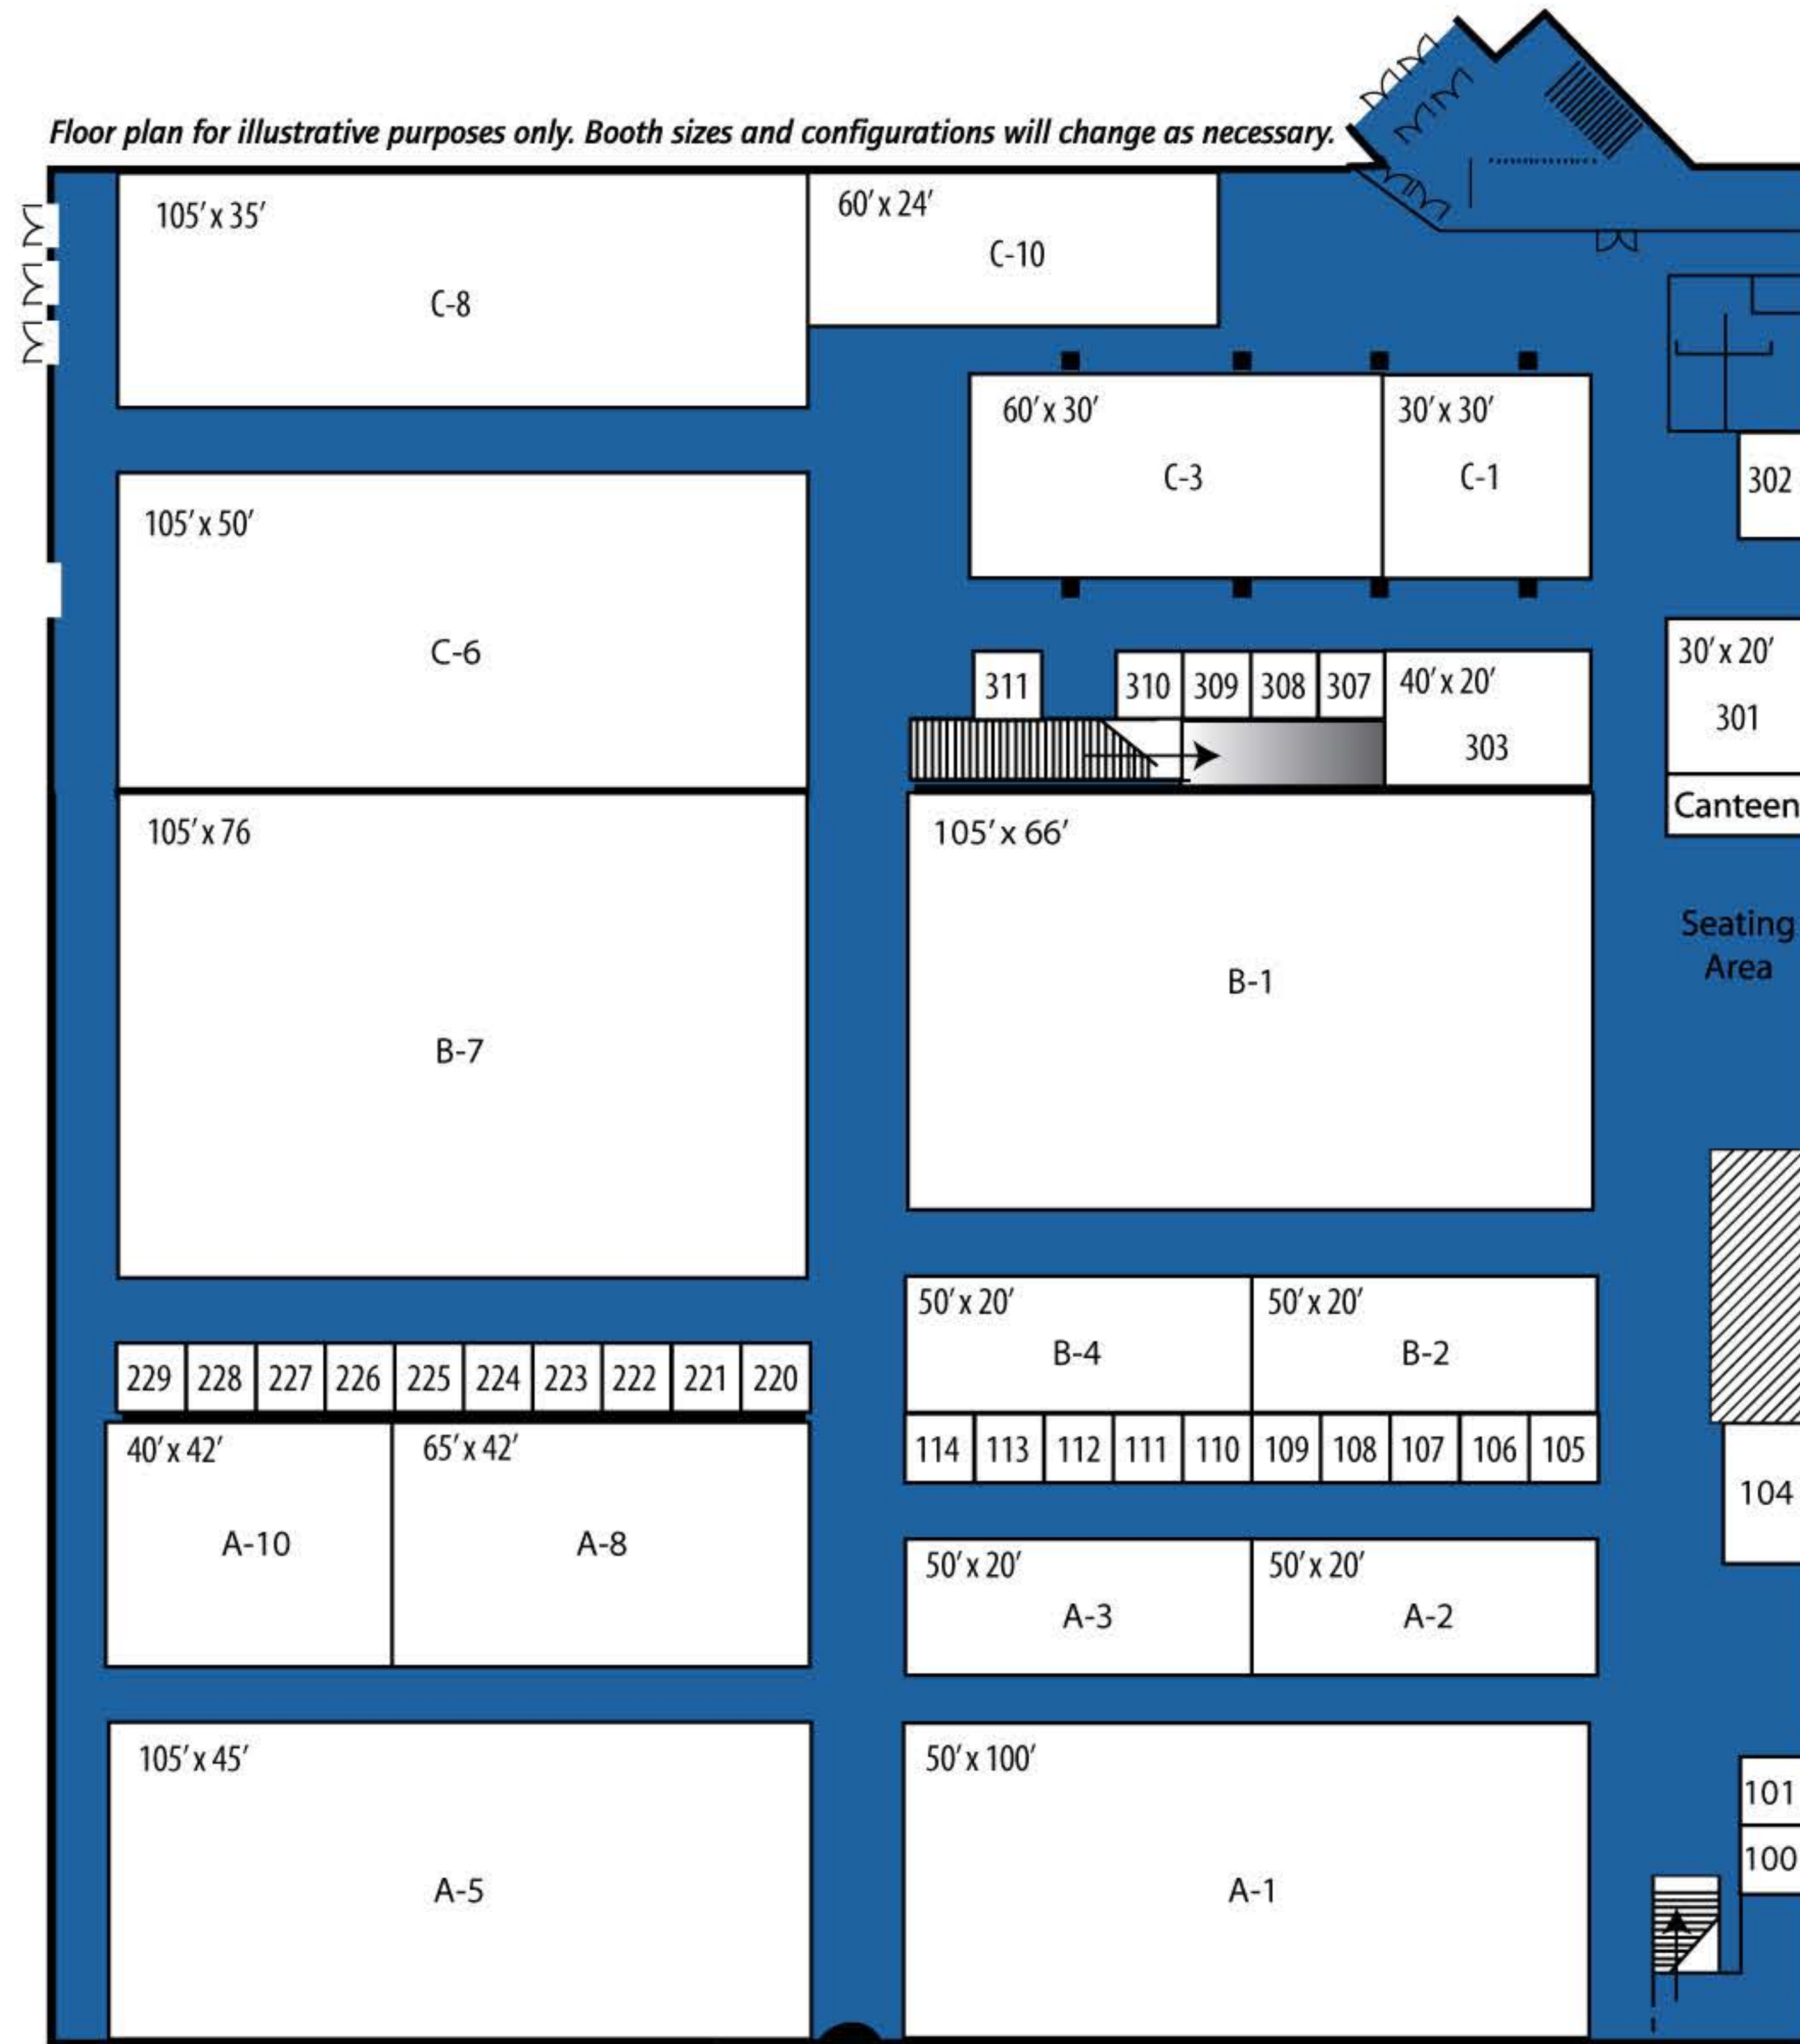 Floor plan for illustrative purposes only. Booth sizes and configurations will change as necessary.
105' x 35'
C-8
60' x 24'
C-10
60' x 30'
C-3
30' x 30'
C-1
302
105' x 50'
C-6
311
310
309
308
307
40' x 20'
303
30' x 20'
301
Canteen
105' x 76
B-7
105' x 66'
B-1
Seating
Area
50' x 20'
B-4
50' x 20'
B-2
229
228
227
226
225
224
223
222
221
220
114
113
112
111
110
109
108
107
106
105
104
40' x 42'
A-10
65' x 42'
A-8
50' x 20'
A-3
50' x 20'
A-2
105' x 45'
A-5
50' x 100'
A-1
101
100